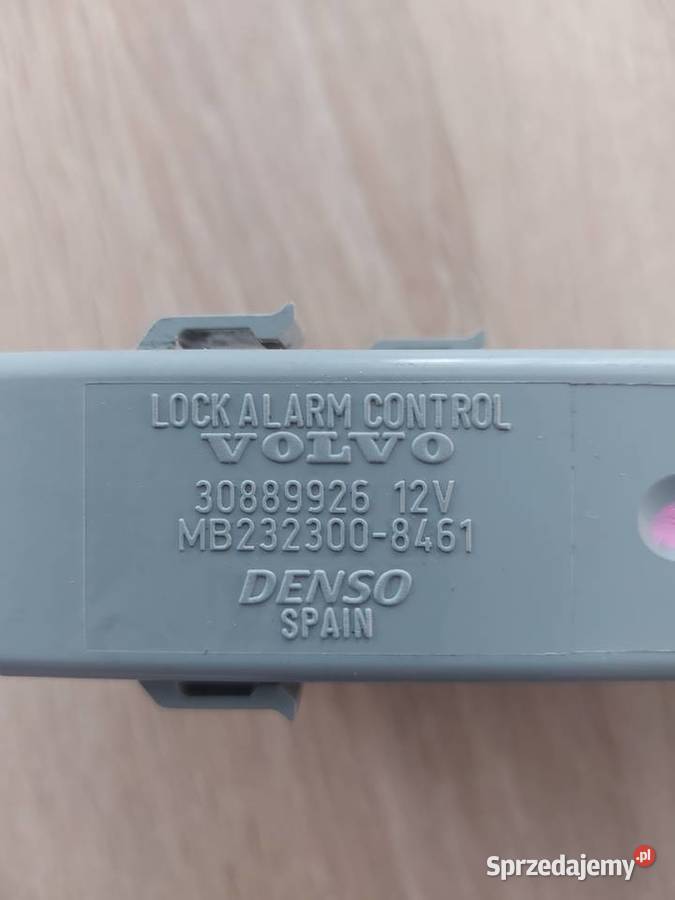 LOCK ALARM CONTROL
VOLVO
30889926 12V
MB232300-8461
DENSO
SPAIN
Sprzedajemy.pl